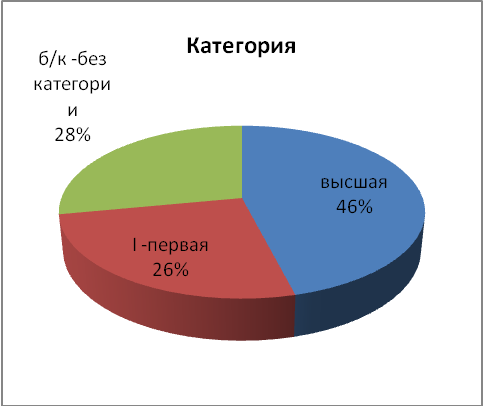 Категория
б/к -без
категори
и
28%
высшая
46%
I -первая
26%